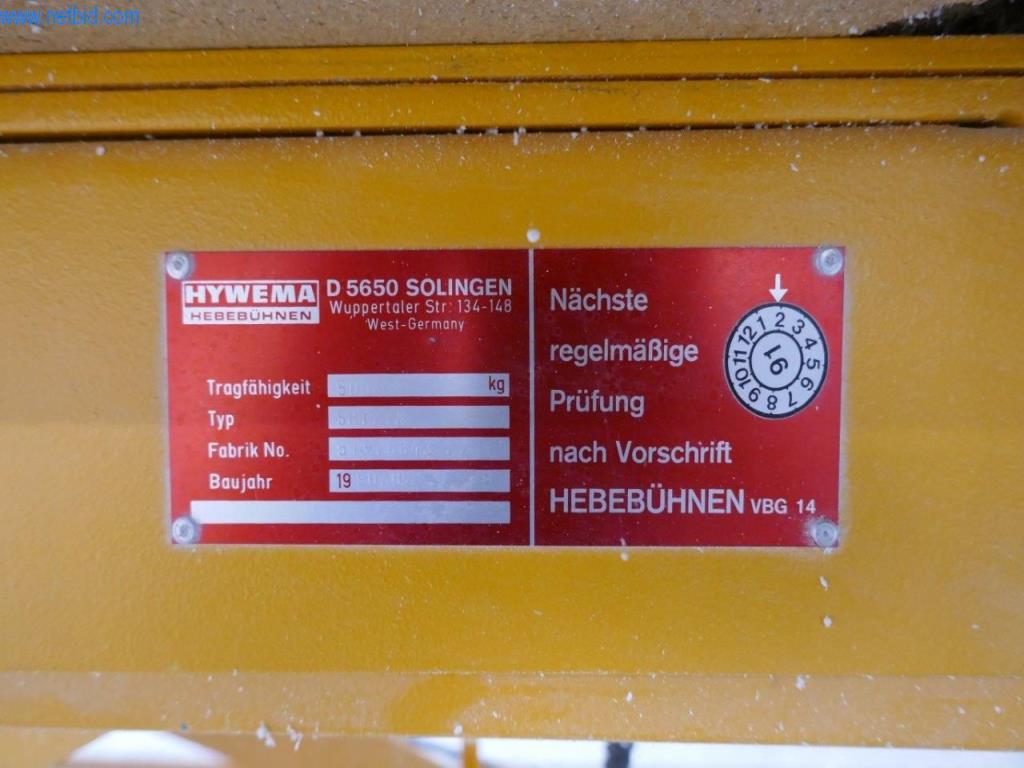 www.netbid.com
HYWEMA
HEBEBÜHNEN
D 5650 SOLINGEN
Wuppertaler Str. 134-148
West-Germany
Tragfähigkeit kg
Typ
Fabrik No.
Baujahr 19
Nächste
regelmäßige
Prüfung
nach Vorschrift
HEBEBÜHNEN VBG 14
1 2 3 4 5 6 7 8 9 10 11 12
91